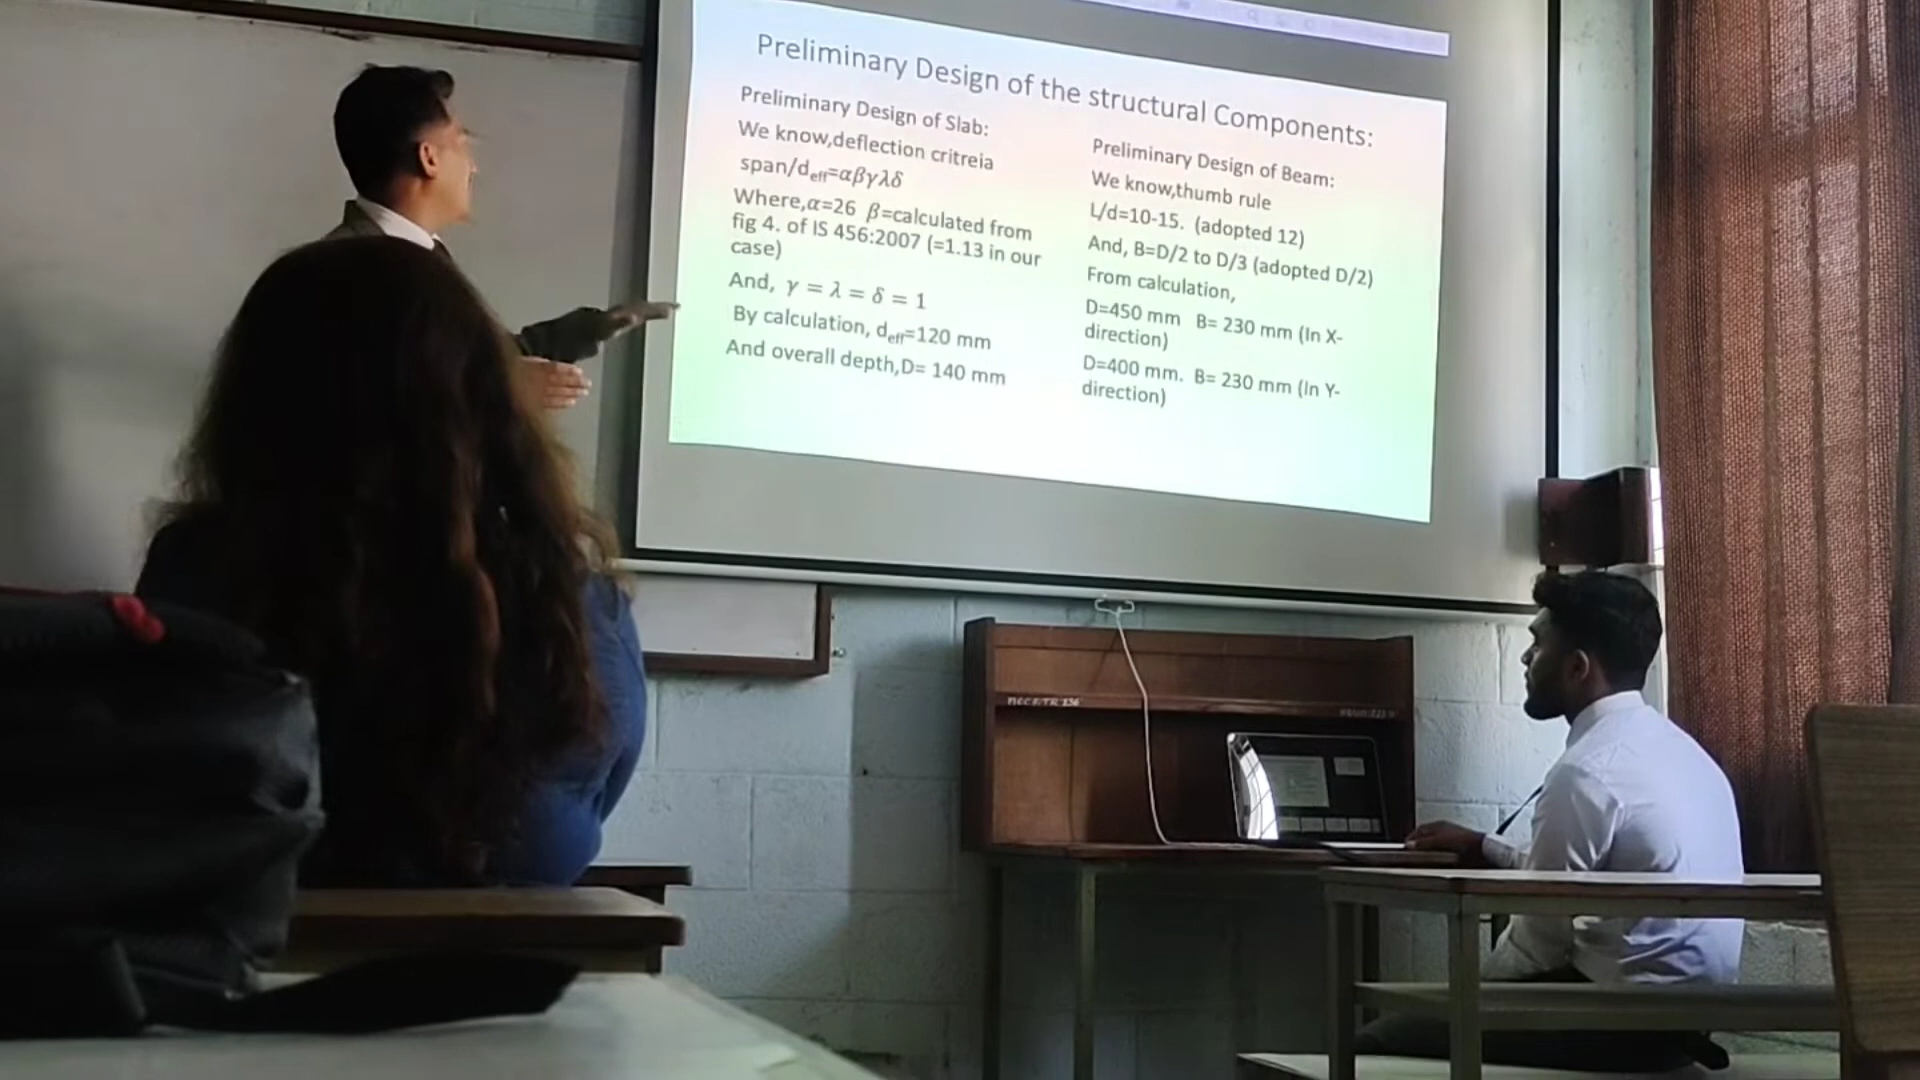 Preliminary Design of the structural Components:
Preliminary Design of Slab:
We know,deflection critreia
span/deff=αβγλδ
Where,α=26 β=calculated from
fig 4. of IS 456:2007 (=1.13 in our
case)
And, γ = λ = δ = 1
By calculation, deff=120 mm
And overall depth,D= 140 mm
Preliminary Design of Beam:
We know,thumb rule
L/d=10-15. (adopted 12)
And, B=D/2 to D/3 (adopted D/2)
From calculation,
D=450 mm B= 230 mm (In X-
direction)
D=400 mm. B= 230 mm (In Y-
direction)